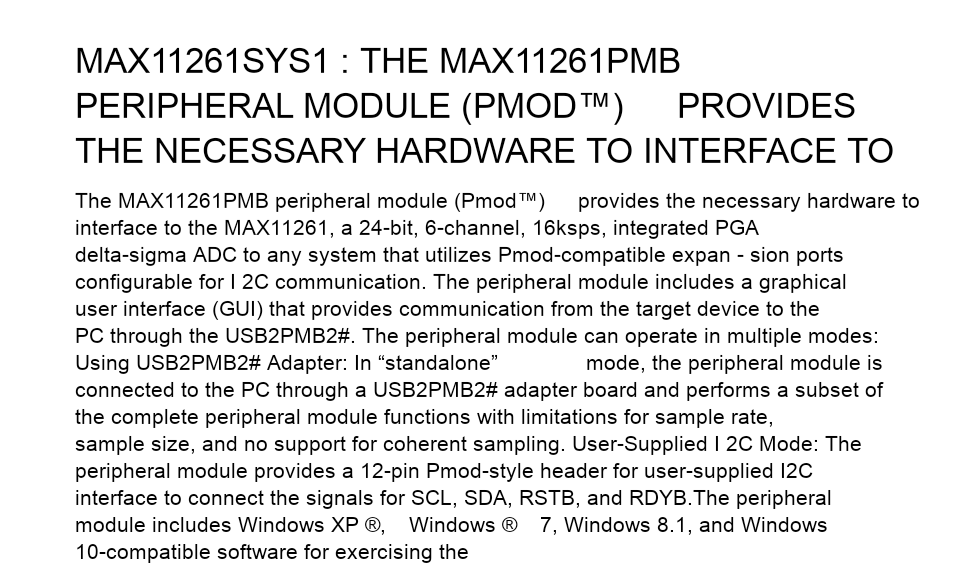 MAX11261SYS1 : THE MAX11261PMB
PERIPHERAL MODULE (PMOD™) PROVIDES
THE NECESSARY HARDWARE TO INTERFACE TO
The MAX11261PMB peripheral module (Pmod™) provides the necessary hardware to
interface to the MAX11261, a 24-bit, 6-channel, 16ksps, integrated PGA
delta-sigma ADC to any system that utilizes Pmod-compatible expan - sion ports
configurable for I 2C communication. The peripheral module includes a graphical
user interface (GUI) that provides communication from the target device to the
PC through the USB2PMB2#. The peripheral module can operate in multiple modes:
Using USB2PMB2# Adapter: In “standalone” mode, the peripheral module is
connected to the PC through a USB2PMB2# adapter board and performs a subset of
the complete peripheral module functions with limitations for sample rate,
sample size, and no support for coherent sampling. User-Supplied I 2C Mode: The
peripheral module provides a 12-pin Pmod-style header for user-supplied I2C
interface to connect the signals for SCL, SDA, RSTB, and RDYB.The peripheral
module includes Windows XP ®, Windows ® 7, Windows 8.1, and Windows
10-compatible software for exercising the